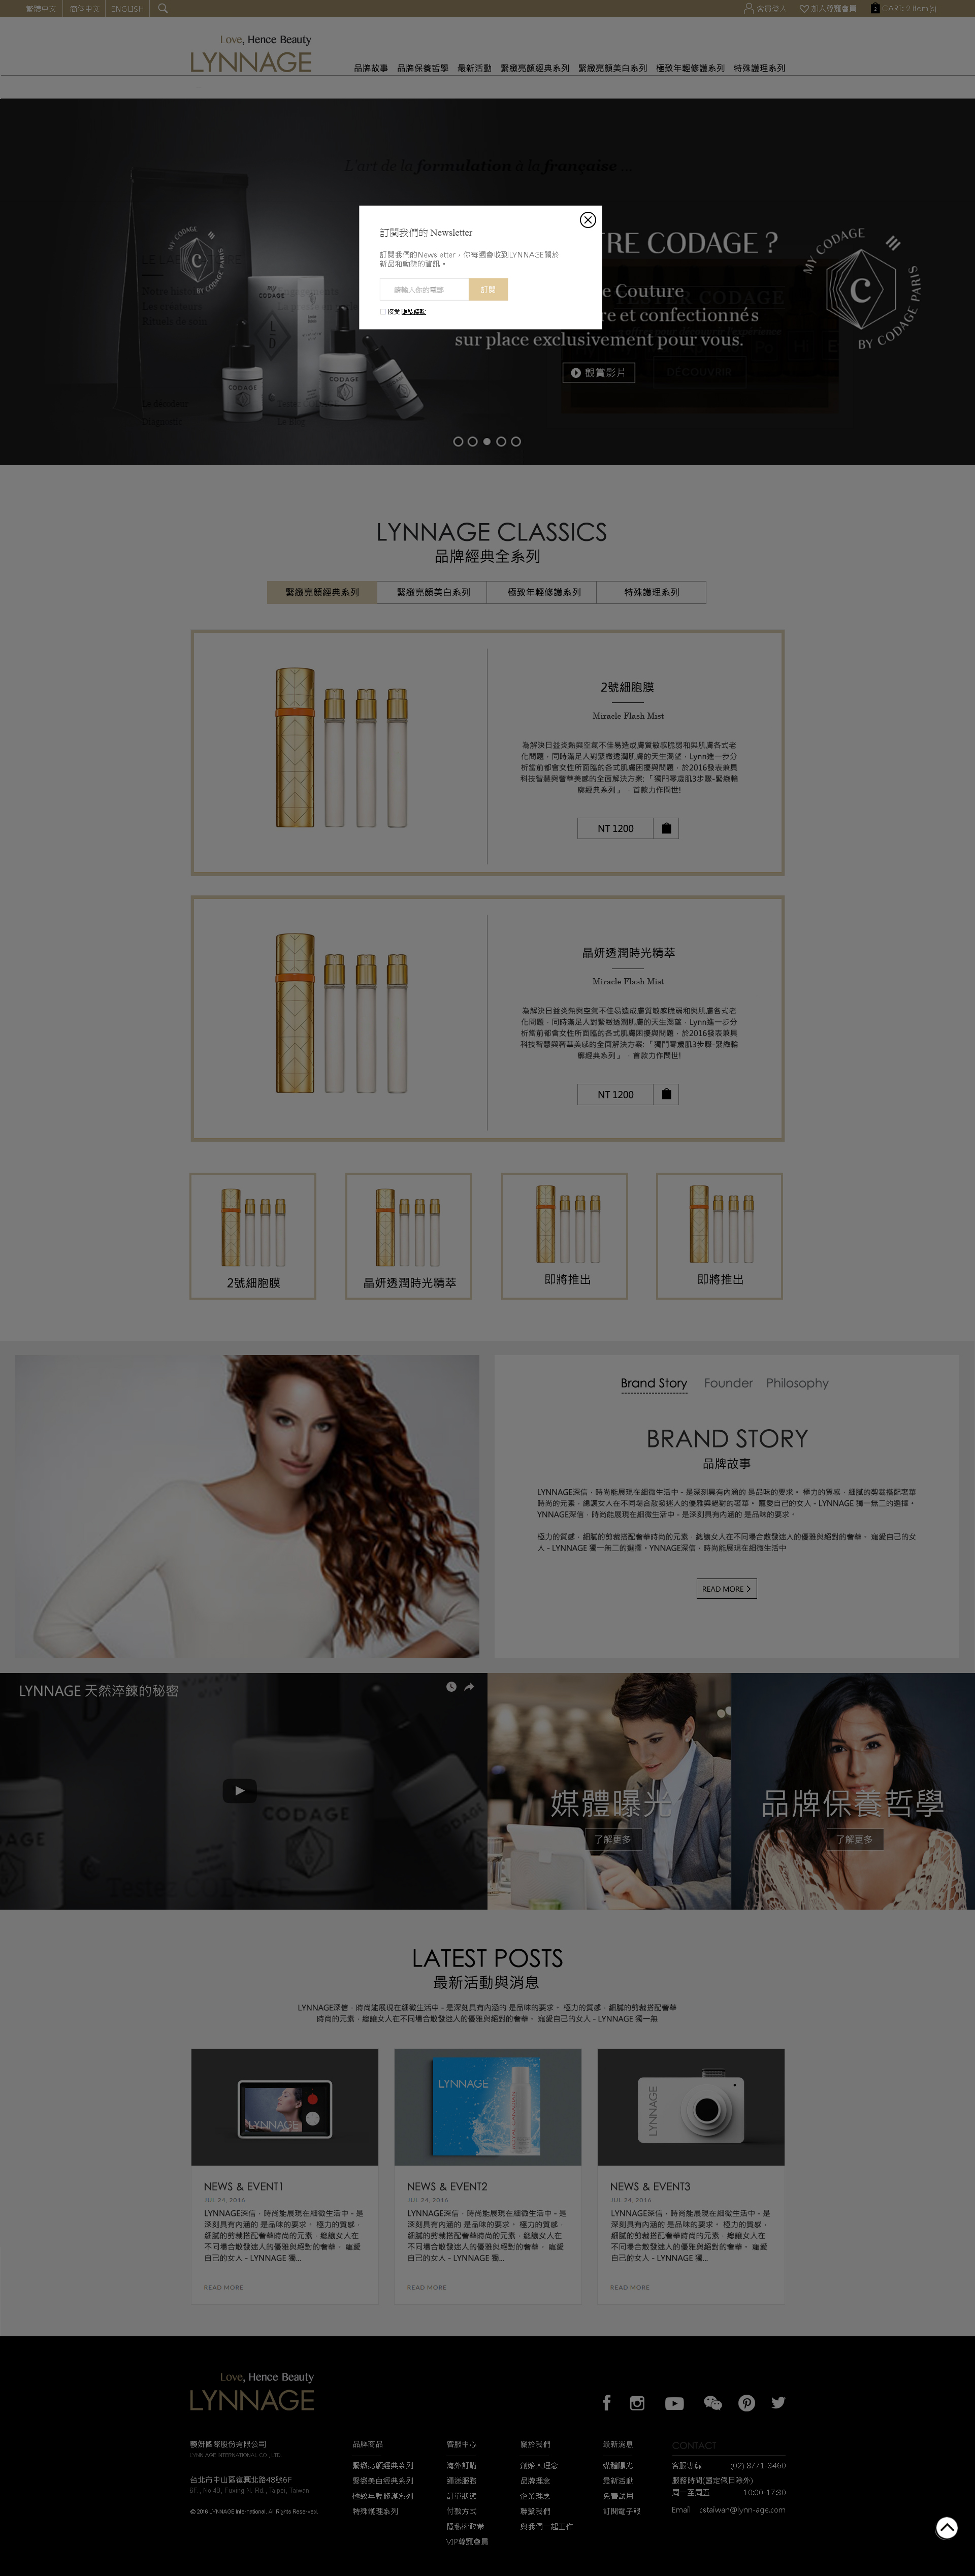 繁體中文 簡体中文 ENGLISH
會員登入 加入尊寵會員 2 CART: 2 item(s)
Love, Hence Beauty
LYNNAGE
品牌故事 品牌保養哲學 最新活動 緊緻亮顏經典系列 緊緻亮顏美白系列 極致年輕修護系列 特殊護理系列
L'art de la formulation à la française ...
訂閱我們的 Newsletter
訂閱我們的Newsletter，你每週會收到LYNNAGE關於
新品和動態的資訊。
請輸入你的電郵 訂閱
接受 隱私條款
MY CODAGE
C
BY CODAGE PARIS
RE CODAGE ?
MY CODAGE
C
BY CODAGE PARIS
e Couture
re et confectionnés
sur place exclusivement pour vous.
my
CODAGE
L D
CODAGE
CODAGE
觀賞影片
DÉCOUVRIR
LYNNAGE CLASSICS
品牌經典全系列
緊緻亮顏經典系列 緊緻亮顏美白系列 極致年輕修護系列 特殊護理系列
2號細胞膜
Miracle Flash Mist
為解決日益炎熱與空氣不佳易造成膚質敏感脆弱和與肌膚各式老
化問題，同時滿足人對緊緻透潤肌膚的天生渴望，Lynn進一步分
析當前都會女性所面臨的各式肌膚困擾與問題，於2016發表兼具
科技智慧與奢華美感的全面解決方案: 「獨門零歲肌3步驟-緊緻輪
廓經典系列」 ，首款力作問世!
NT 1200
晶妍透潤時光精萃
Miracle Flash Mist
為解決日益炎熱與空氣不佳易造成膚質敏感脆弱和與肌膚各式老
化問題，同時滿足人對緊緻透潤肌膚的天生渴望，Lynn進一步分
析當前都會女性所面臨的各式肌膚困擾與問題，於2016發表兼具
科技智慧與奢華美感的全面解決方案: 「獨門零歲肌3步驟-緊緻輪
廓經典系列」 ，首款力作問世!
NT 1200
2號細胞膜
晶妍透潤時光精萃
即將推出
即將推出
Brand Story Founder Philosophy
BRAND STORY
品牌故事
LYNNAGE深信，時尚能展現在細微生活中 - 是深刻具有內涵的 是品味的要求。 極力的質感，細膩的剪裁搭配奢華
時尚的元素，總讓女人在不同場合散發迷人的優雅與絕對的奢華。 寵愛自己的女人 - LYNNAGE 獨一無二的選擇。
YNNAGE深信，時尚能展現在細微生活中 - 是深刻具有內涵的 是品味的要求。
極力的質感，細膩的剪裁搭配奢華時尚的元素，總讓女人在不同場合散發迷人的優雅與絕對的奢華。 寵愛自己的女
人 - LYNNAGE 獨一無二的選擇。YNNAGE深信，時尚能展現在細微生活中
READ MORE
LYNNAGE 天然淬鍊的秘密
CODAGE
媒體曝光
了解更多
品牌保養哲學
了解更多
LATEST POSTS
最新活動與消息
LYNNAGE深信，時尚能展現在細微生活中 - 是深刻具有內涵的 是品味的要求。 極力的質感，細膩的剪裁搭配奢華
時尚的元素，總讓女人在不同場合散發迷人的優雅與絕對的奢華。 寵愛自己的女人 - LYNNAGE 獨一無
LYNNAGE
LYNNAGE
LYNNAGE
NEWS & EVENT1
JUL 24, 2016
LYNNAGE深信，時尚能展現在細微生活中 - 是
深刻具有內涵的 是品味的要求。 極力的質感，
細膩的剪裁搭配奢華時尚的元素，總讓女人在
不同場合散發迷人的優雅與絕對的奢華。 寵愛
自己的女人 - LYNNAGE 獨...
READ MORE
NEWS & EVENT2
JUL 24, 2016
LYNNAGE深信，時尚能展現在細微生活中 - 是
深刻具有內涵的 是品味的要求。 極力的質感，
細膩的剪裁搭配奢華時尚的元素，總讓女人在
不同場合散發迷人的優雅與絕對的奢華。 寵愛
自己的女人 - LYNNAGE 獨...
READ MORE
NEWS & EVENT3
JUL 24, 2016
LYNNAGE深信，時尚能展現在細微生活中 - 是
深刻具有內涵的 是品味的要求。 極力的質感，
細膩的剪裁搭配奢華時尚的元素，總讓女人在
不同場合散發迷人的優雅與絕對的奢華。 寵愛
自己的女人 - LYNNAGE 獨...
READ MORE
Love, Hence Beauty
LYNNAGE
LYNN AGE INTERNATIONAL CO., LTD.
台北市中山區復興北路48號6F
6F., No.48, Fuxing N. Rd., Taipei, Taiwan
© 2016 LYNNAGE International. All Rights Reserved.
品牌商品
緊緻亮顏經典系列
緊緻美白經典系列
極致年輕修護系列
特殊護理系列
客服中心
海外訂購
運送服務
訂單狀態
付款方式
隱私權政策
VIP尊寵會員
關於我們
創始人理念
品牌理念
企業理念
聯繫我們
與我們一起工作
最新消息
媒體曝光
最新活動
免費試用
訂閱電子報
CONTACT
客服專線 (02) 8771-3460
服務時間(國定假日除外)
周一至周五 10:00-17:30
Email cstaiwan@lynn-age.com